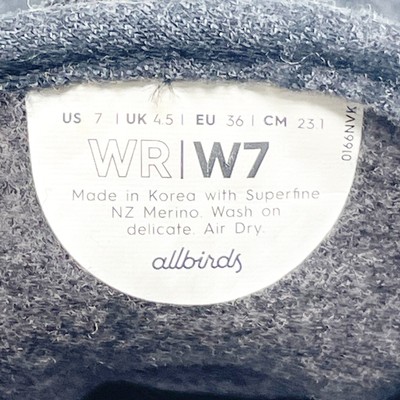 US 7 | UK 4.5 | EU 36 | CM 23.1
WR|W7
Made in Korea with Superfine
NZ Merino. Wash on
delicate. Air Dry.
allbirds
0166NVK